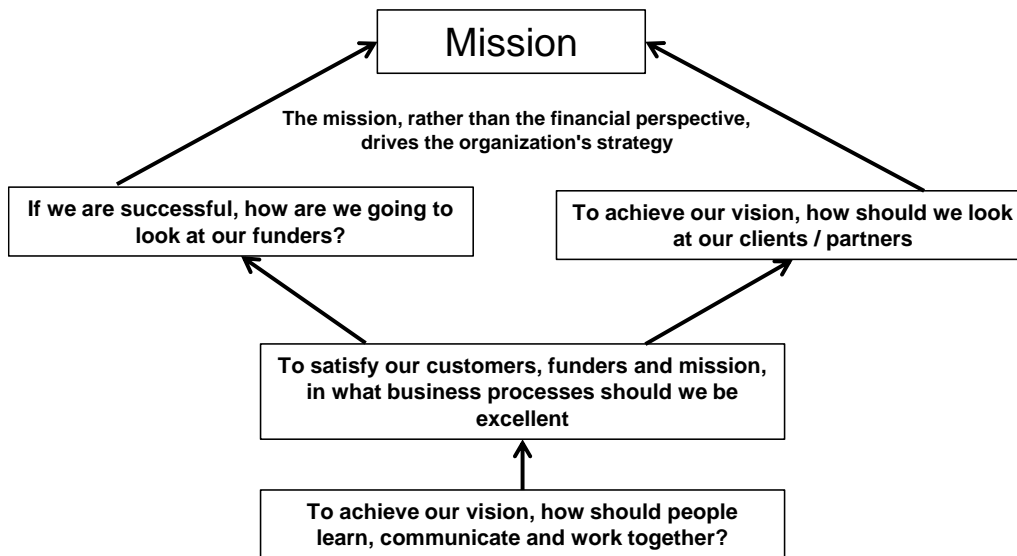 Mission
The mission, rather than the financial perspective,
drives the organization's strategy
If we are successful, how are we going to
look at our funders?
To achieve our vision, how should we look
at our clients / partners
To satisfy our customers, funders and mission,
in what business processes should we be
excellent
To achieve our vision, how should people
learn, communicate and work together?